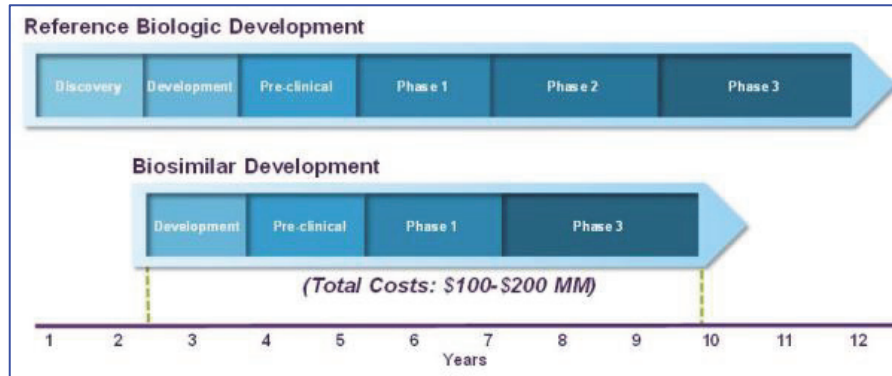 Reference Biologic Development
Discovery Development Pre-clinical Phase 1 Phase 2 Phase 3
Biosimilar Development
Development Pre-clinical Phase 1 Phase 3
(Total Costs: $100-$200 MM)
1 2 3 4 5 6 7 8 9 10 11 12
Years